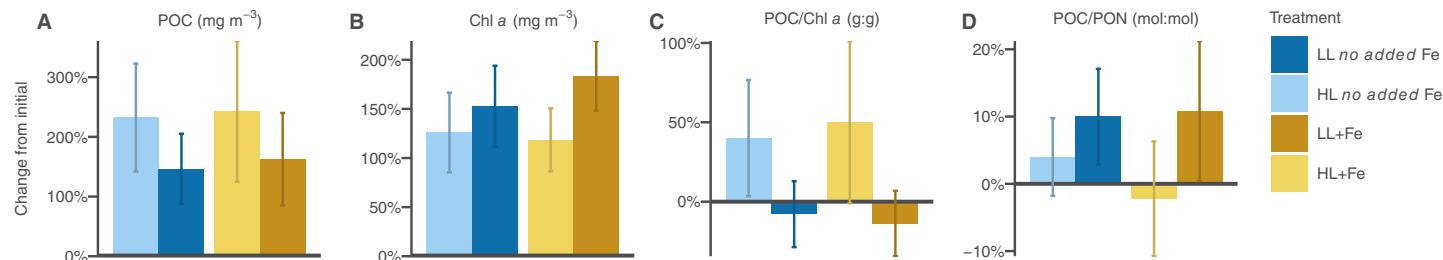 A POC (mg m⁻³)
Change from initial
300%
200%
100%
0%
B Chl a (mg m⁻³)
200%
150%
100%
50%
0%
C POC/Chl a (g:g)
100%
50%
0%
D POC/PON (mol:mol)
20%
10%
0%
−10%
Treatment
LL no added Fe
HL no added Fe
LL+Fe
HL+Fe